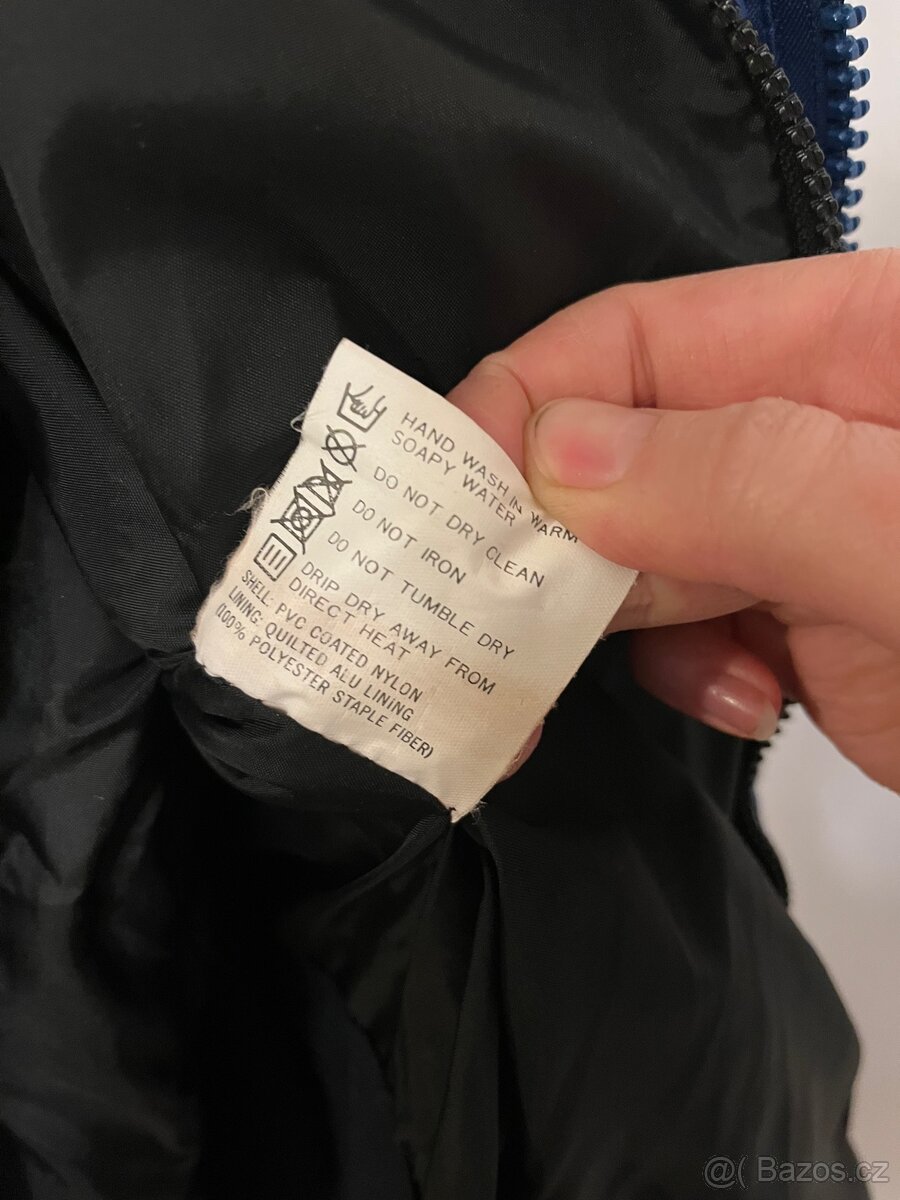 HAND WASH IN WARM
SOAPY WATER
DO NOT DRY CLEAN
DO NOT IRON
DO NOT TUMBLE DRY
DRIP DRY AWAY FROM
DIRECT HEAT
SHELL: PVC COATED NYLON
LINING: QUILTED ALU LINING
(100% POLYESTER STAPLE FIBER)
@( Bazos.cz